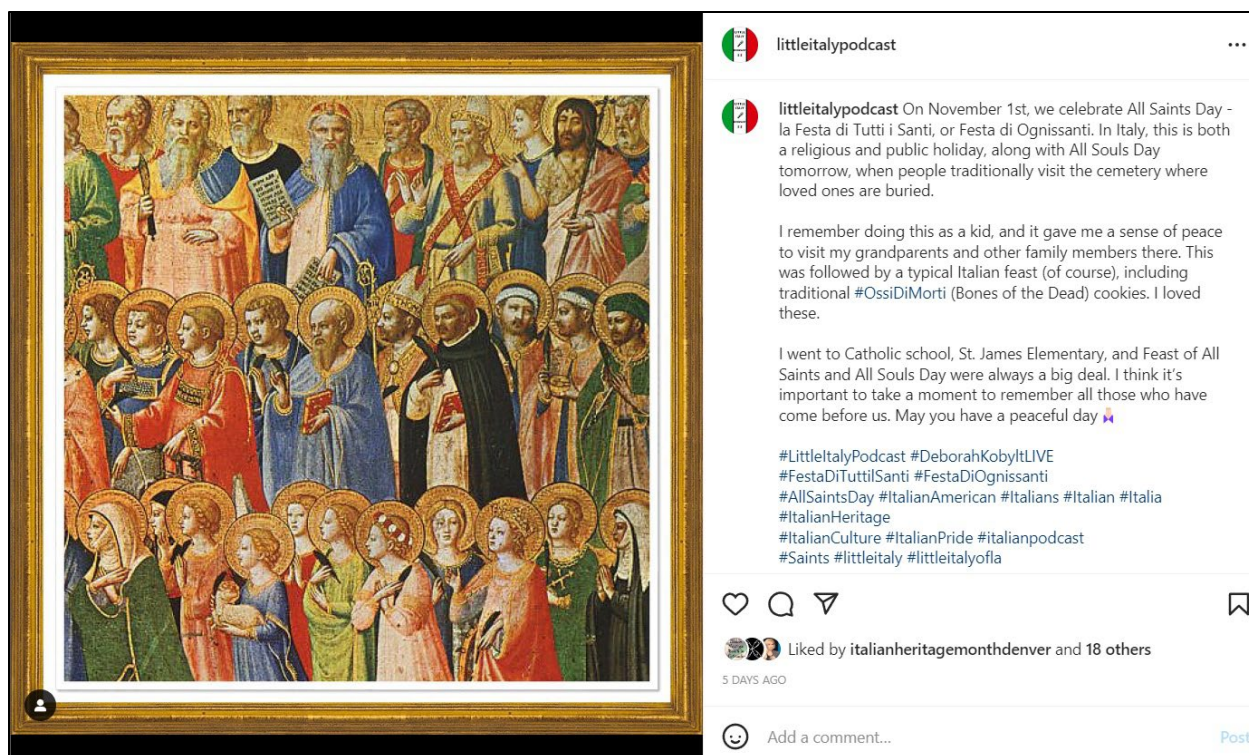 littleitalypodcast
littleitalypodcast On November 1st, we celebrate All Saints Day -
la Festa di Tutti i Santi, or Festa di Ognissanti. In Italy, this is both
a religious and public holiday, along with All Souls Day
tomorrow, when people traditionally visit the cemetery where
loved ones are buried.
I remember doing this as a kid, and it gave me a sense of peace
to visit my grandparents and other family members there. This
was followed by a typical Italian feast (of course), including
traditional #OssiDiMorti (Bones of the Dead) cookies. I loved
these.
I went to Catholic school, St. James Elementary, and Feast of All
Saints and All Souls Day were always a big deal. I think it's
important to take a moment to remember all those who have
come before us. May you have a peaceful day
#LittleItalyPodcast #DeborahKobyltLIVE
#FestaDiTuttiISanti #FestaDiOgnissanti
#AllSaintsDay #ItalianAmerican #Italians #Italian #Italia
#ItalianHeritage
#ItalianCulture #ItalianPride #italianpodcast
#Saints #littleitaly #littleitalyofla
Liked by italianheritagemonthdenver and 18 others
5 DAYS AGO
Add a comment...
Post